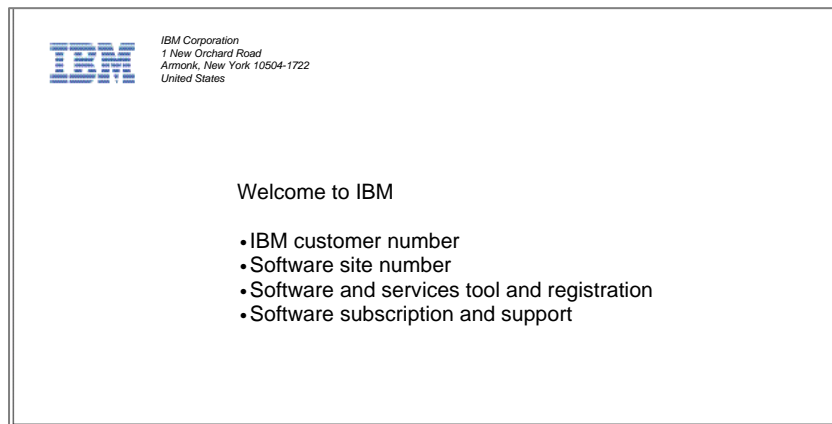 IBM
IBM Corporation
1 New Orchard Road
Armonk, New York 10504-1722
United States
Welcome to IBM
•IBM customer number
•Software site number
•Software and services tool and registration
•Software subscription and support